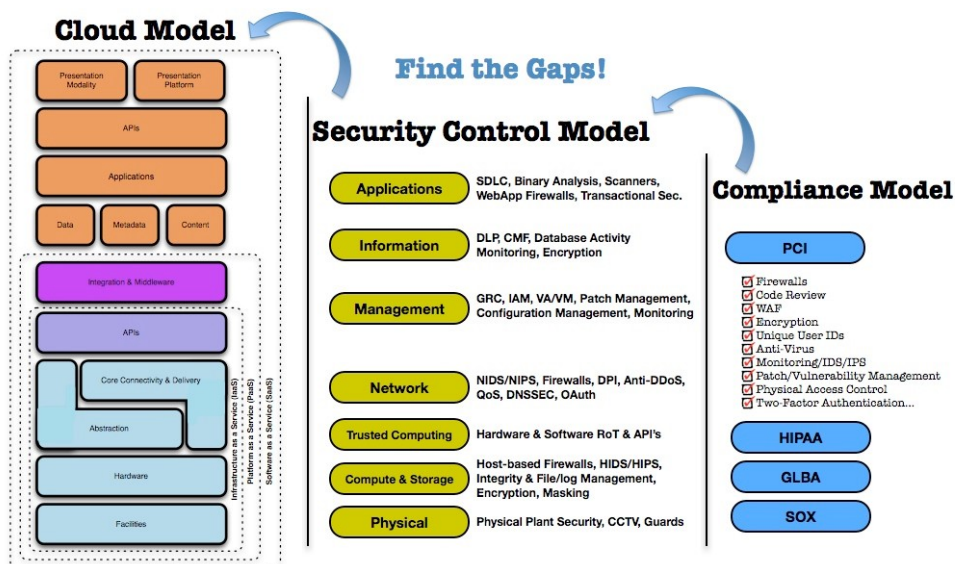 Cloud Model
Presentation
Modality
Presentation
Platform
APIs
Applications
Data
Metadata
Content
Integration & Middleware
APIs
Core Connectivity & Delivery
Abstraction
Hardware
Facilities
Infrastructure as a Service (IaaS)
Platform as a Service (PaaS)
Software as a Service (SaaS)
Find the Gaps!
Security Control Model
Applications
SDLC, Binary Analysis, Scanners,
WebApp Firewalls, Transactional Sec.
Information
DLP, CMF, Database Activity
Monitoring, Encryption
Management
GRC, IAM, VA/VM, Patch Management,
Configuration Management, Monitoring
Network
NIDS/NIPS, Firewalls, DPI, Anti-DDoS,
QoS, DNSSEC, OAuth
Trusted Computing
Hardware & Software RoT & API's
Compute & Storage
Host-based Firewalls, HIDS/HIPS,
Integrity & File/log Management,
Encryption, Masking
Physical
Physical Plant Security, CCTV, Guards
Compliance Model
PCI
Firewalls
Code Review
WAF
Encryption
Unique User IDs
Anti-Virus
Monitoring/IDS/IPS
Patch/Vulnerability Management
Physical Access Control
Two-Factor Authentication...
HIPAA
GLBA
SOX